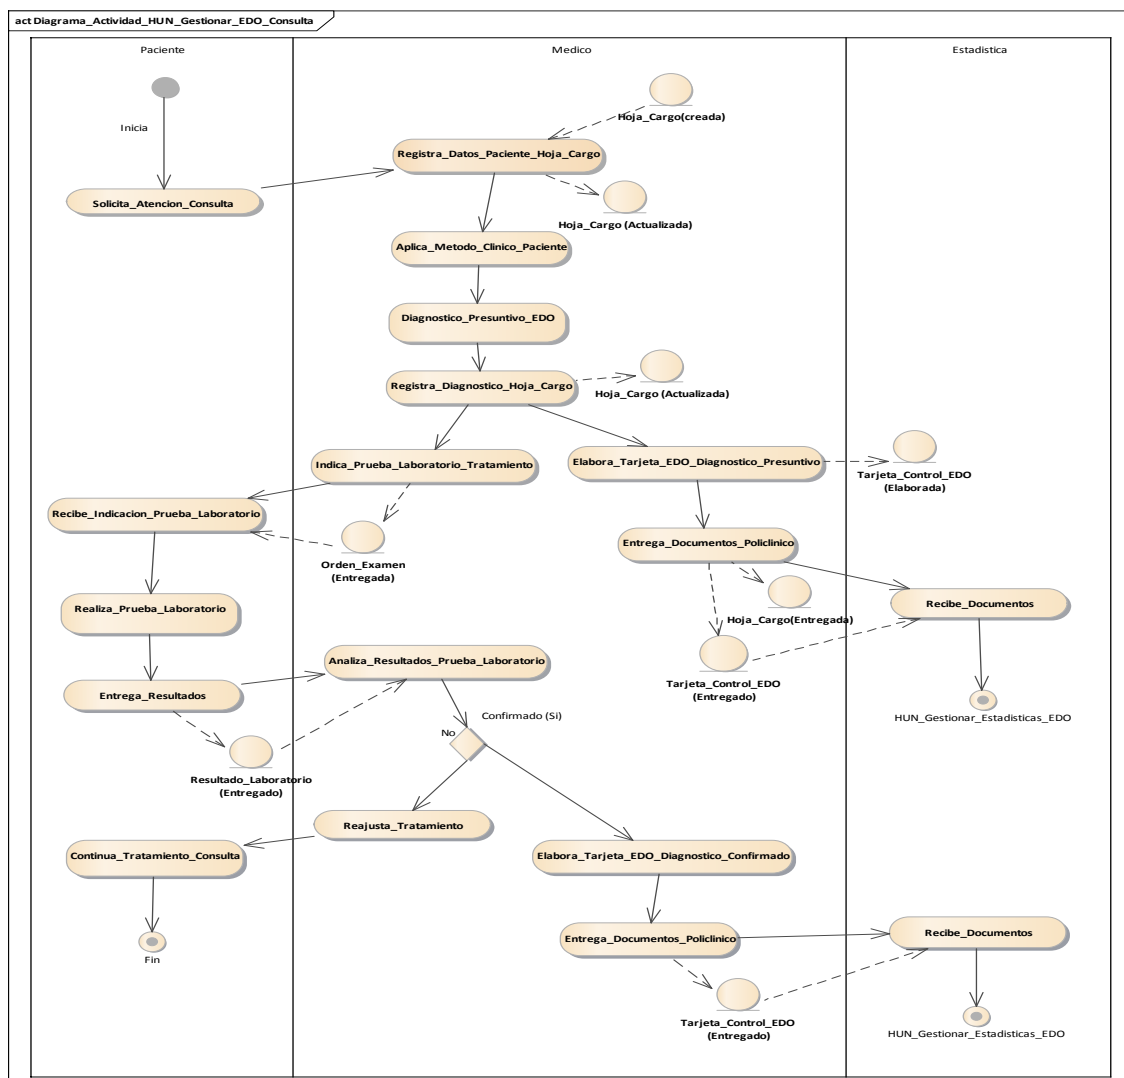 act Diagrama_Actividad_HUN_Gestionar_EDO_Consulta
Paciente
Medico
Estadistica
Inicia
Hoja_Cargo(creada)
Registra_Datos_Paciente_Hoja_Cargo
Solicita_Atencion_Consulta
Hoja_Cargo (Actualizada)
Aplica_Metodo_Clinico_Paciente
Diagnostico_Presuntivo_EDO
Registra_Diagnostico_Hoja_Cargo
Hoja_Cargo (Actualizada)
Indica_Prueba_Laboratorio_Tratamiento
Elabora_Tarjeta_EDO_Diagnostico_Presuntivo
Tarjeta_Control_EDO
(Elaborada)
Recibe_Indicacion_Prueba_Laboratorio
Orden_Examen
(Entregada)
Entrega_Documentos_Policlinico
Realiza_Prueba_Laboratorio
Hoja_Cargo(Entregada)
Recibe_Documentos
Analiza_Resultados_Prueba_Laboratorio
Tarjeta_Control_EDO
(Entregado)
Entrega_Resultados
HUN_Gestionar_Estadisticas_EDO
Confirmado (Si)
No
Resultado_Laboratorio
(Entregado)
Reajusta_Tratamiento
Continua_Tratamiento_Consulta
Elabora_Tarjeta_EDO_Diagnostico_Confirmado
Entrega_Documentos_Policlinico
Recibe_Documentos
Fin
Tarjeta_Control_EDO
(Entregado)
HUN_Gestionar_Estadisticas_EDO